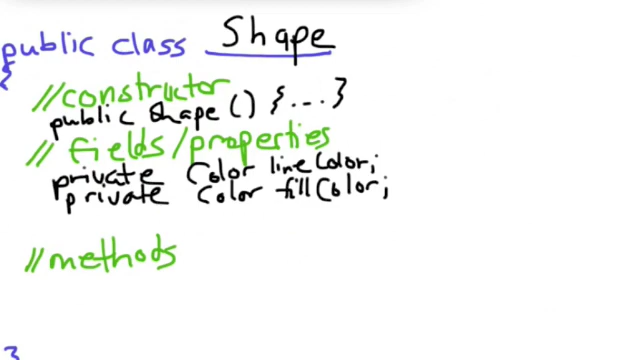 public class Shape
{
//constructor
public Shape () {...}
// fields/properties
private Color lineColor;
private Color fillColor;
//methods
}